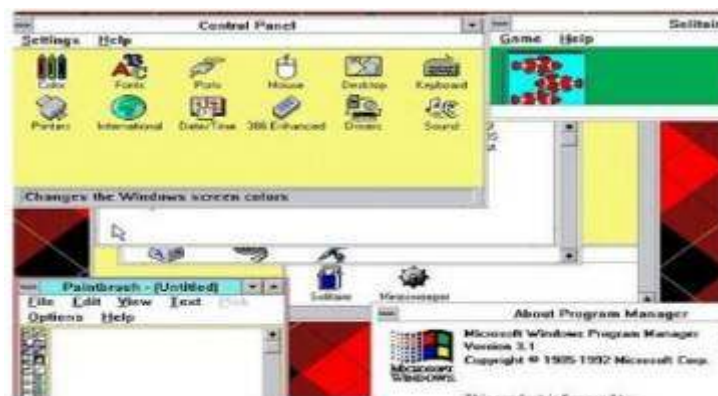 Control Panel
Settings Help
Color Fonts Ports Mouse Desktop Keyboard
Printers International Date/Time 386 Enhanced Drivers Sound
Changes the Windows screen colors
Solitaire
Game Help
Solitaire Minesweeper
Paintbrush - (Untitled)
File Edit View Text Pick
Options Help
About Program Manager
Microsoft Windows Program Manager
Version 3.1
Copyright © 1985-1992 Microsoft Corp.
MICROSOFT
WINDOWS